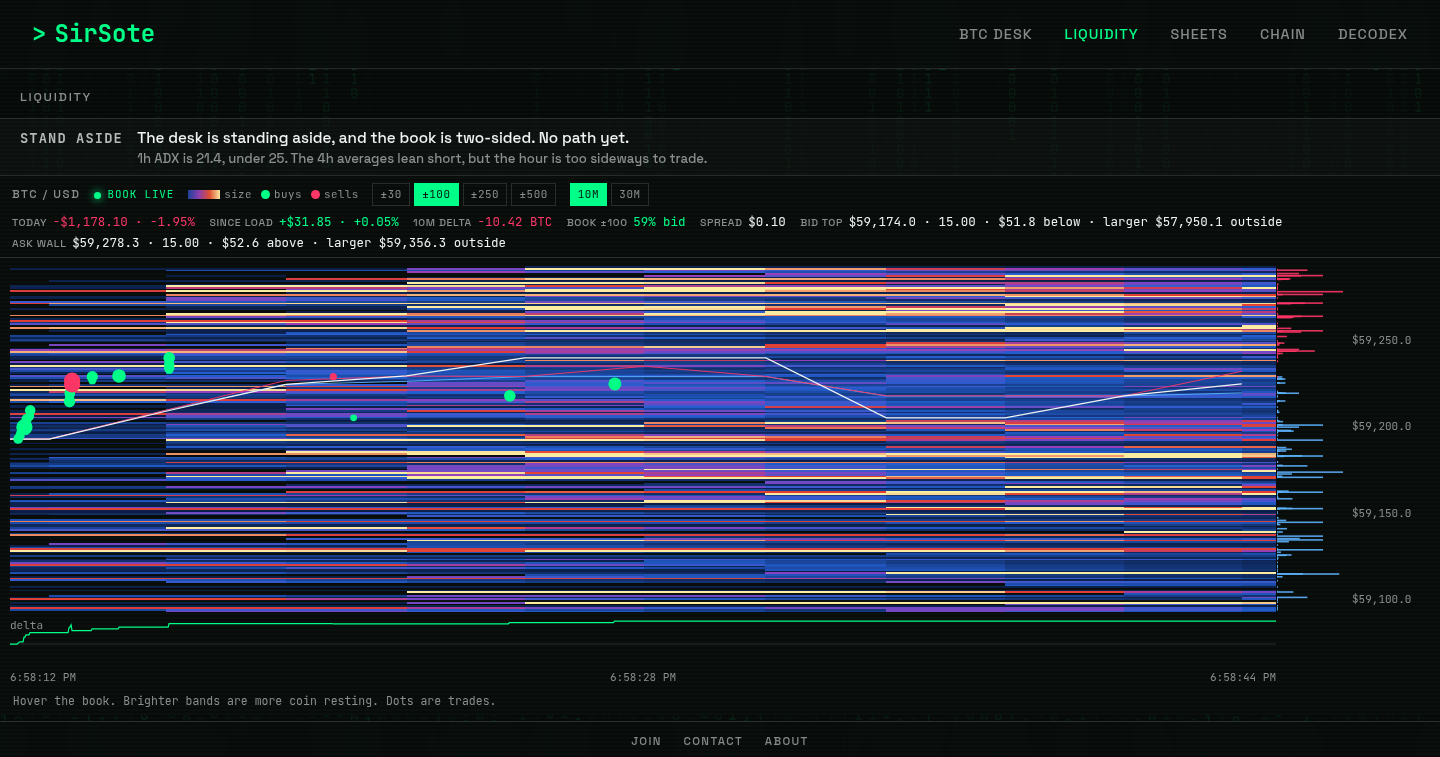 > SirSote
BTC DESK LIQUIDITY SHEETS CHAIN DECODEX
LIQUIDITY
STAND ASIDE The desk is standing aside, and the book is two-sided. No path yet.
1h ADX is 21.4, under 25. The 4h averages lean short, but the hour is too sideways to trade.
BTC / USD BOOK LIVE size buys sells ±30 ±100 ±250 ±500 10M 30M
TODAY -$1,178.10 · -1.95% SINCE LOAD +$31.85 · +0.05% 10M DELTA -10.42 BTC BOOK ±100 59% bid SPREAD $0.10 BID TOP $59,174.0 · 15.00 · $51.8 below · larger $57,950.1 outside
ASK WALL $59,278.3 · 15.00 · $52.6 above · larger $59,356.3 outside
$59,250.0
$59,200.0
$59,150.0
$59,100.0
delta
6:58:12 PM 6:58:28 PM 6:58:44 PM
Hover the book. Brighter bands are more coin resting. Dots are trades.
JOIN CONTACT ABOUT